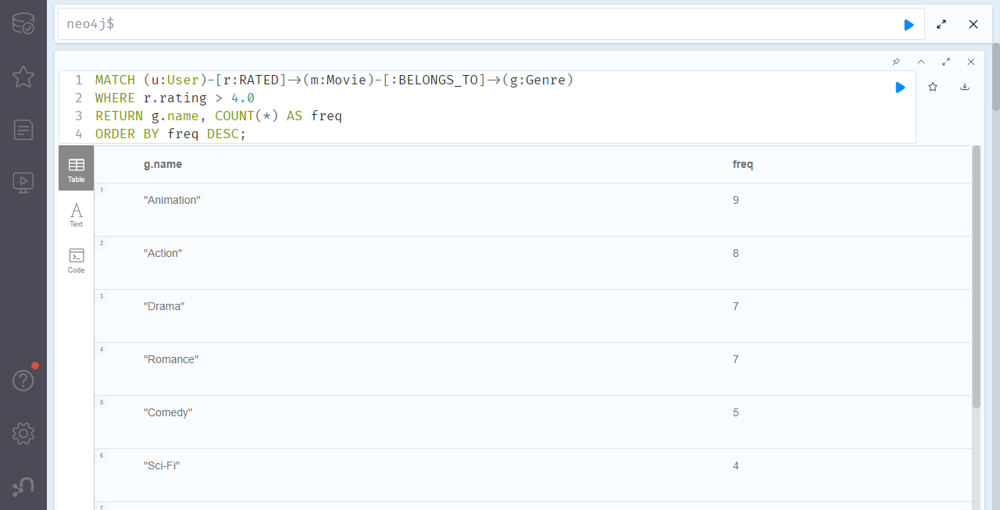 neo4j$
1 MATCH (u:User)-[r:RATED]->(m:Movie)-[:BELONGS_TO]->(g:Genre)
2 WHERE r.rating > 4.0
3 RETURN g.name, COUNT(*) AS freq
4 ORDER BY freq DESC;
Table
Text
Code
g.name freq
1 "Animation" 9
2 "Action" 8
3 "Drama" 7
4 "Romance" 7
5 "Comedy" 5
6 "Sci-Fi" 4
7